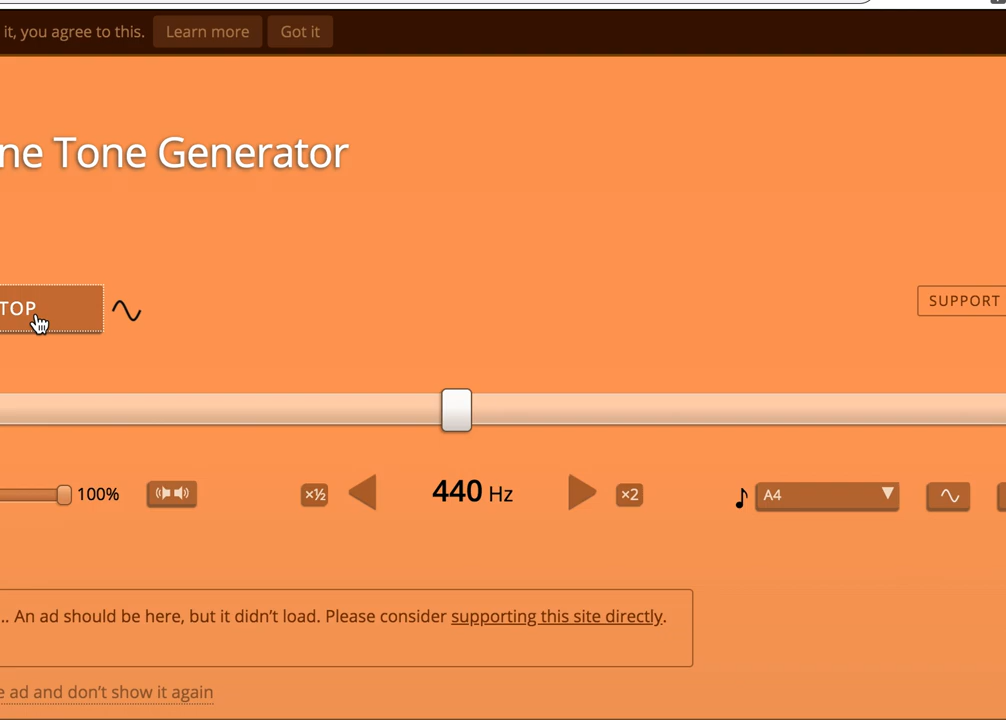 it, you agree to this. Learn more Got it
ne Tone Generator
TOP
SUPPORT
100% ×½ 440 Hz ×2 A4
.. An ad should be here, but it didn’t load. Please consider supporting this site directly.
e ad and don’t show it again